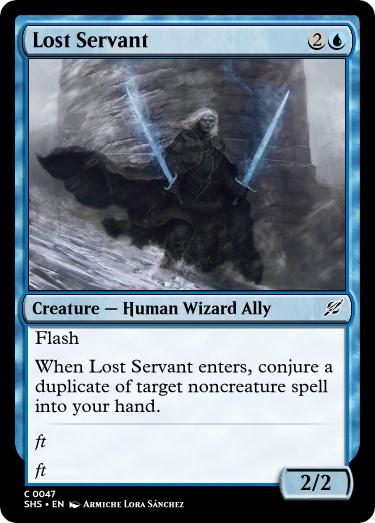 Lost Servant 2
Creature — Human Wizard Ally
Flash
When Lost Servant enters, conjure a
duplicate of target noncreature spell
into your hand.
ft
ft
2/2
C 0047
SHS • EN Armiche Lora Sánchez